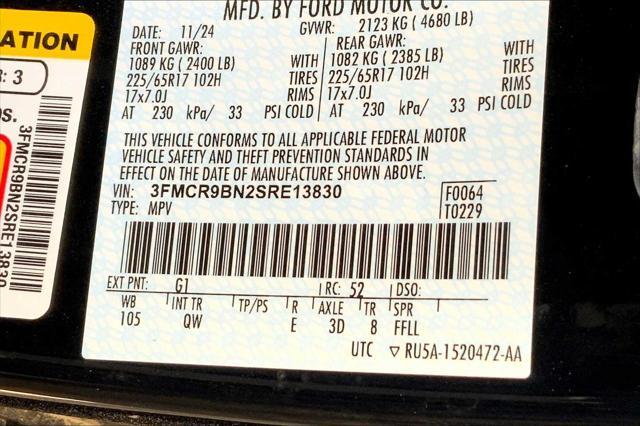 MFD. BY FORD MOTOR CO.
DATE: 11/24 GVWR: 2123 KG (4680 LB)
FRONT GAWR: REAR GAWR:
1089 KG (2400 LB) WITH 1082 KG (2385 LB) WITH
225/65R17 102H TIRES 225/65R17 102H TIRES
17x7.0J RIMS 17x7.0J RIMS
AT 230 kPa/ 33 PSI COLD AT 230 kPa/ 33 PSI COLD
THIS VEHICLE CONFORMS TO ALL APPLICABLE FEDERAL MOTOR
VEHICLE SAFETY AND THEFT PREVENTION STANDARDS IN
EFFECT ON THE DATE OF MANUFACTURE SHOWN ABOVE.
VIN: 3FMCR9BN2SRE13830 F0064
TYPE: MPV T0229
EXT PNT: G1 RC: 52 DSO:
WB INT TR TP/PS R AXLE TR SPR
105 QW E 3D 8 FFLL
UTC ▽ RU5A-1520472-AA
ATION
: 3
3FMCR9BN2SRE13830